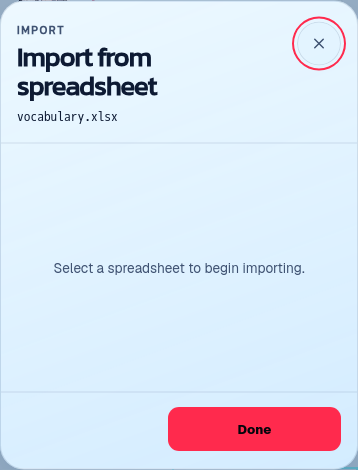 IMPORT
Import from
spreadsheet
vocabulary.xlsx
Select a spreadsheet to begin importing.
Done